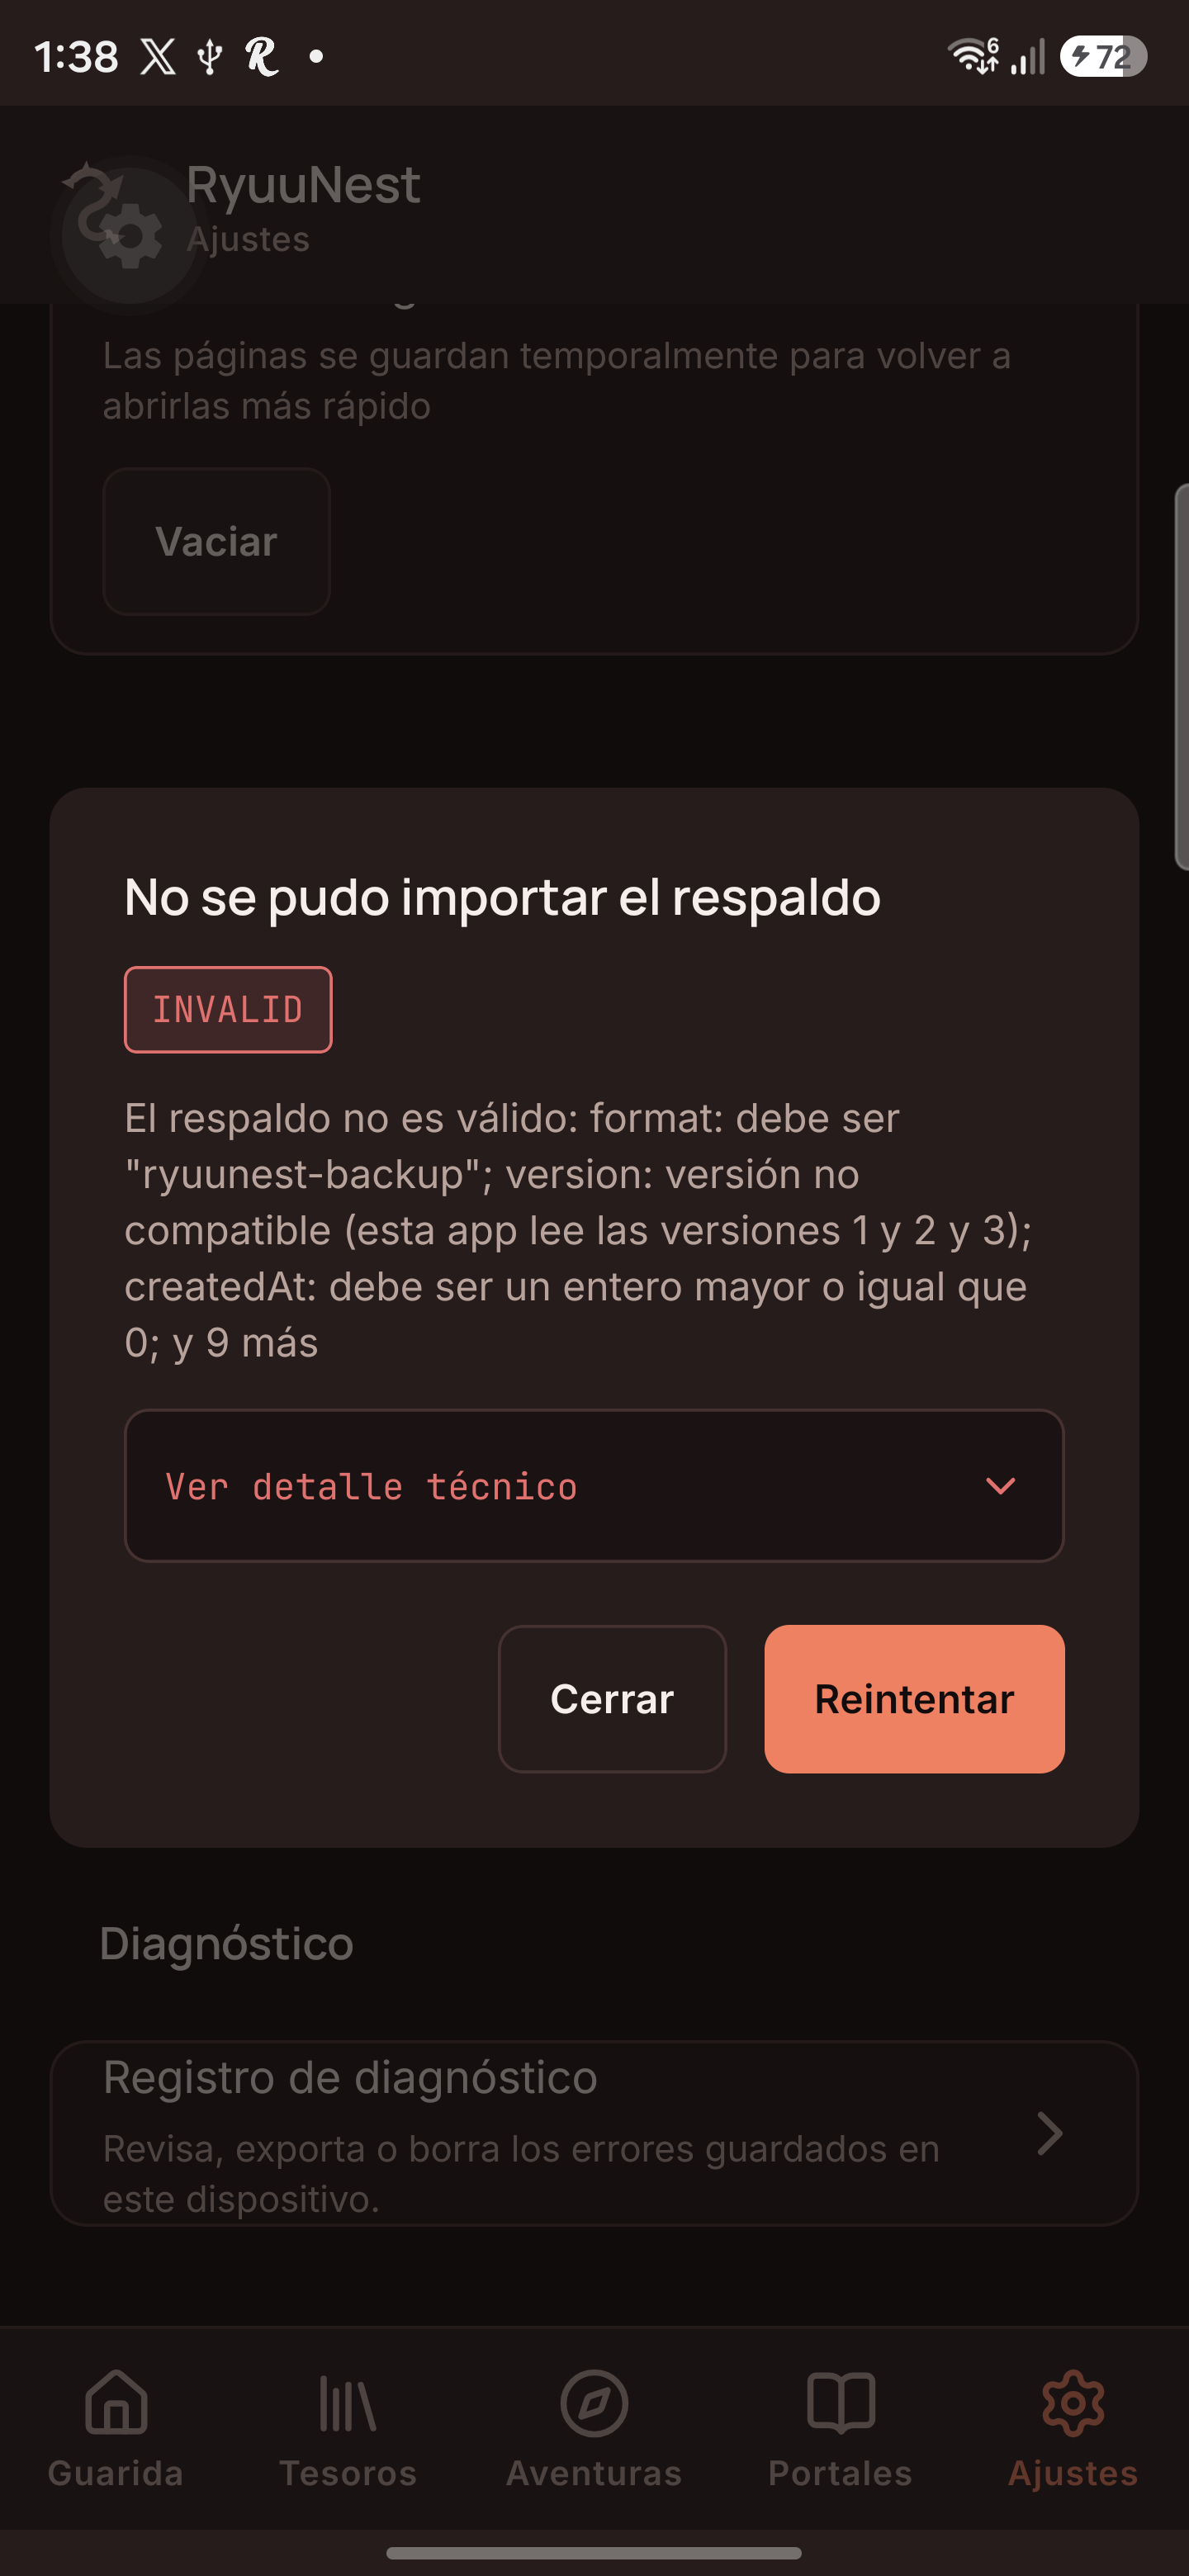 1:38
6
72
RyuuNest
Ajustes
Las páginas se guardan temporalmente para volver a
abrirlas más rápido
Vaciar
No se pudo importar el respaldo
INVALID
El respaldo no es válido: format: debe ser
"ryuunest-backup"; version: versión no
compatible (esta app lee las versiones 1 y 2 y 3);
createdAt: debe ser un entero mayor o igual que
0; y 9 más
Ver detalle técnico
Cerrar
Reintentar
Diagnóstico
Registro de diagnóstico
Revisa, exporta o borra los errores guardados en
este dispositivo.
Guarida
Tesoros
Aventuras
Portales
Ajustes